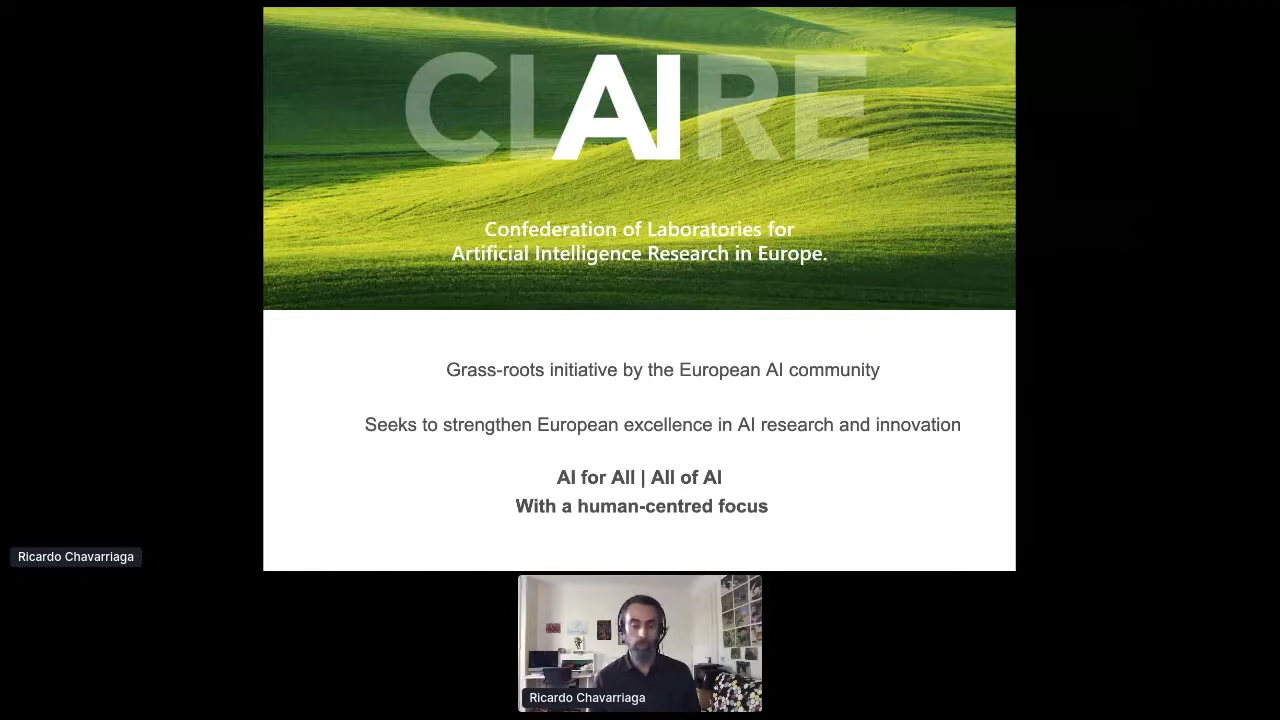 CLAIRE
Confederation of Laboratories for
Artificial Intelligence Research in Europe.
Grass-roots initiative by the European AI community
Seeks to strengthen European excellence in AI research and innovation
AI for All | All of AI
With a human-centred focus
Ricardo Chavarriaga
Ricardo Chavarriaga